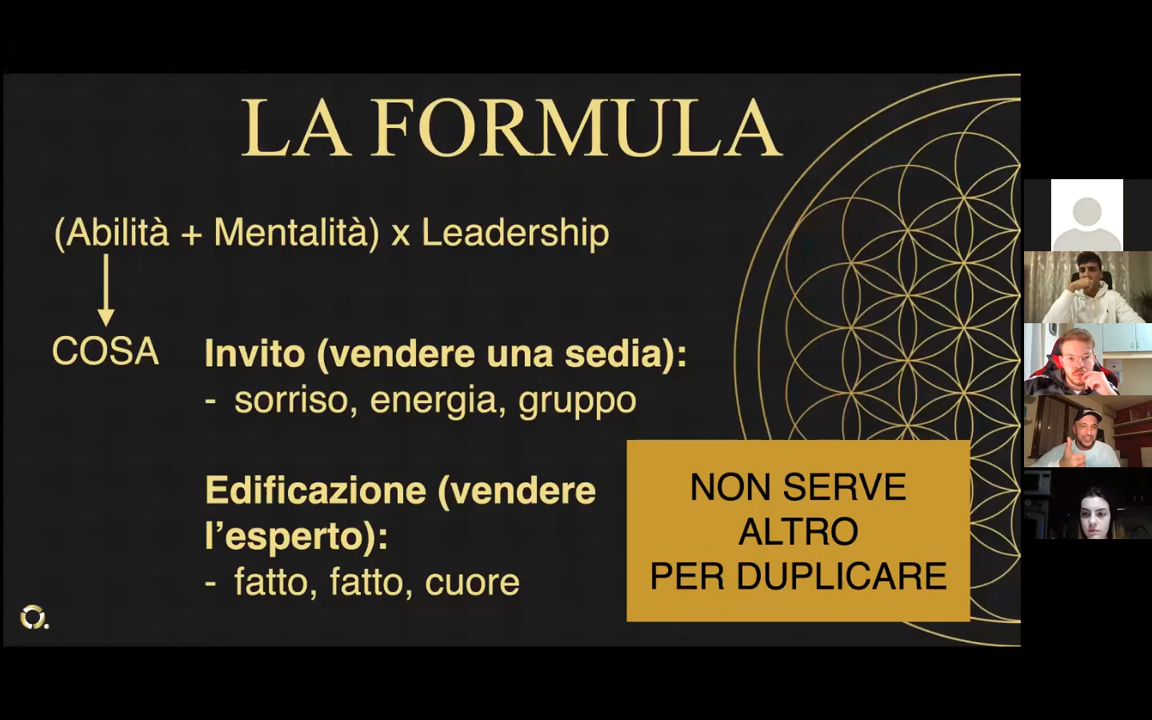 LA FORMULA
(Abilità + Mentalità) x Leadership
COSA
Invito (vendere una sedia):
- sorriso, energia, gruppo
Edificazione (vendere
l'esperto):
- fatto, fatto, cuore
NON SERVE
ALTRO
PER DUPLICARE